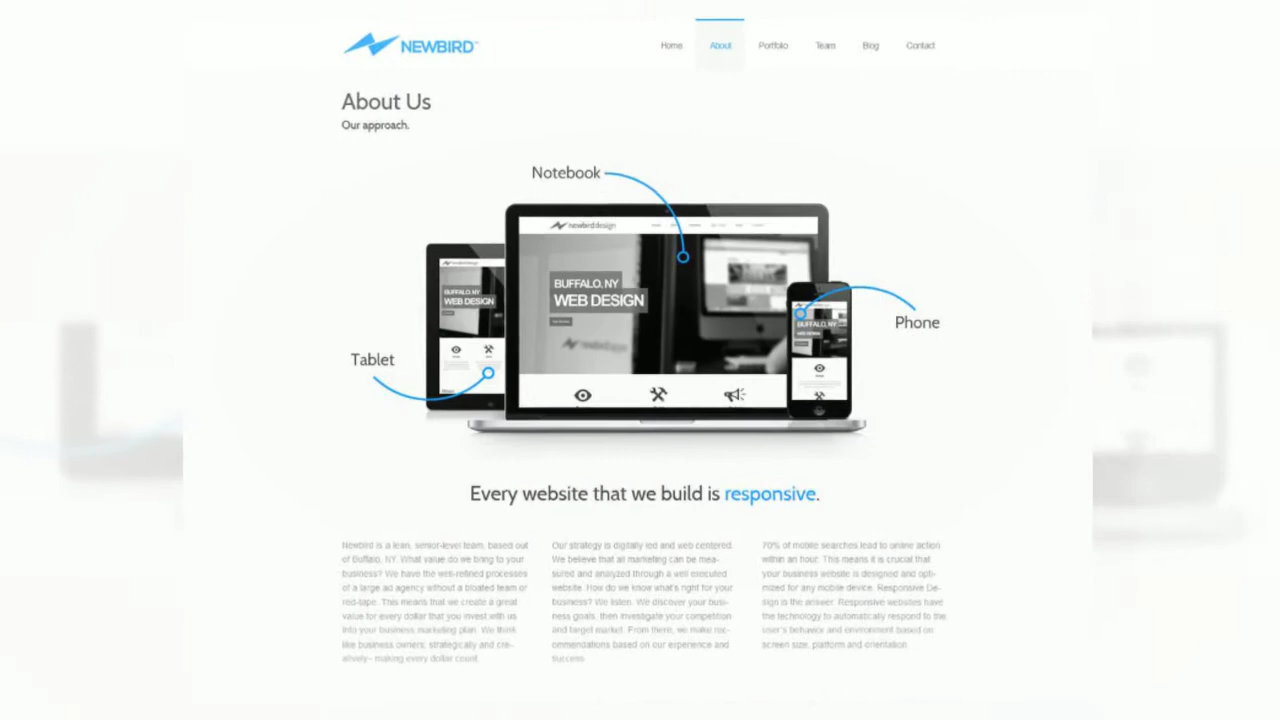 NEWBIRD
Home
About
Portfolio
Team
Blog
Contact
About Us
Our approach.
Notebook
newbirddesign
BUFFALO, NY
WEB DESIGN
BUFFALO, NY
WEB DESIGN
BUFFALO, NY
WEB DESIGN
Phone
Tablet
Every website that we build is responsive.
Newbird is a lean, senior-level team, based out
of Buffalo, NY. What value do we bring to your
business? We have the well-refined processes
of a large ad agency without a bloated team or
red-tape. This means that we create a great
value for every dollar that you invest with us
into your business marketing plan. We think
like business owners; strategically and cre-
atively– making every dollar count.
Our strategy is digitally led and web centered.
We believe that all marketing can be mea-
sured and analyzed through a well executed
website. How do we know what's right for your
business? We listen. We discover your busi-
ness goals, then investigate your competition
and target market. From there, we make rec-
ommendations based on our experience and
success.
70% of mobile searches lead to online action
within an hour. This means it is crucial that
your business website is designed and opti-
mized for any mobile device. Responsive De-
sign is the answer. Responsive websites have
the technology to automatically respond to the
user's behavior and environment based on
screen size, platform and orientation.